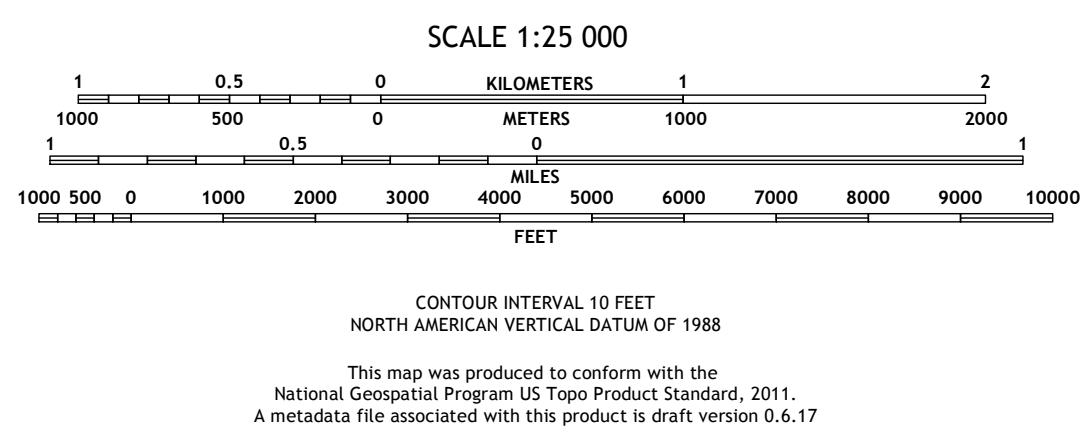 SCALE 1:25 000
1 0.5 0 KILOMETERS 1 2
1000 500 0 METERS 1000 2000
1 0.5 0 1
MILES
1000 500 0 1000 2000 3000 4000 5000 6000 7000 8000 9000 10000
FEET
CONTOUR INTERVAL 10 FEET
NORTH AMERICAN VERTICAL DATUM OF 1988
This map was produced to conform with the
National Geospatial Program US Topo Product Standard, 2011.
A metadata file associated with this product is draft version 0.6.17